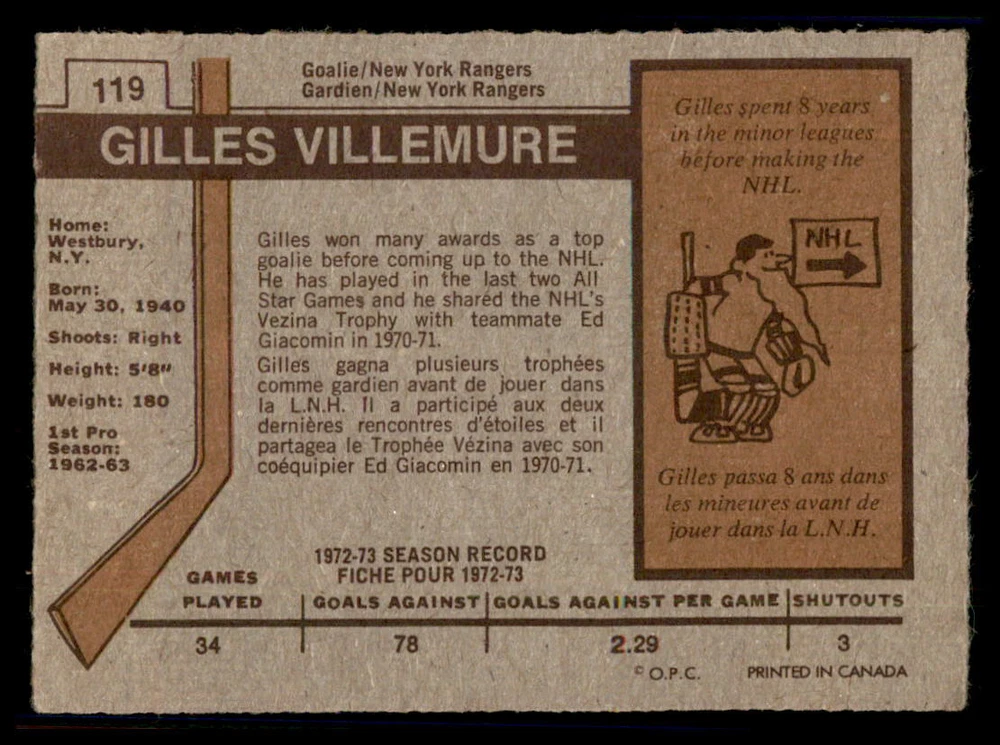 119
Goalie/New York Rangers
Gardien/New York Rangers
GILLES VILLEMURE
Home:
Westbury,
N.Y.
Born:
May 30, 1940
Shoots: Right
Height: 5'8"
Weight: 180
1st Pro
Season:
1962-63
Gilles won many awards as a top
goalie before coming up to the NHL.
He has played in the last two All
Star Games and he shared the NHL's
Vezina Trophy with teammate Ed
Giacomin in 1970-71.
Gilles gagna plusieurs trophées
comme gardien avant de jouer dans
la L.N.H. Il a participé aux deux
dernières rencontres d'étoiles et il
partagea le Trophée Vézina avec son
coéquipier Ed Giacomin en 1970-71.
Gilles spent 8 years
in the minor leagues
before making the
NHL.
NHL
Gilles passa 8 ans dans
les mineures avant de
jouer dans la L.N.H.
1972-73 SEASON RECORD
FICHE POUR 1972-73
GAMES
PLAYED GOALS AGAINST GOALS AGAINST PER GAME SHUTOUTS
34 78 2.29 3
© O.P.C. PRINTED IN CANADA